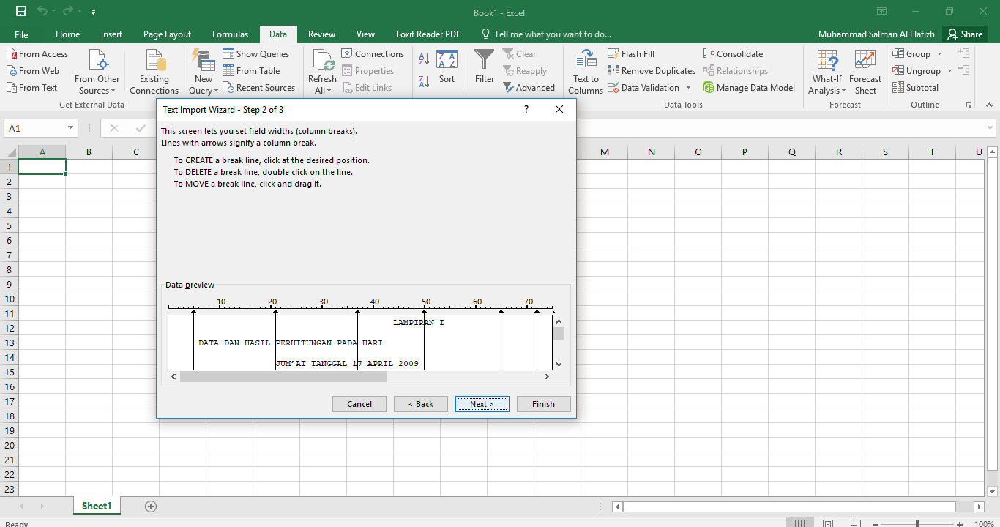 Book1 - Excel
File Home Insert Page Layout Formulas Data Review View Foxit Reader PDF Tell me what you want to do... Muhammad Salman Al Hafizh Share
From Access
From Web
From Text
From Other
Sources
Get External Data
Existing
Connections
New
Query
Show Queries
From Table
Recent Sources
Refresh
All
Connections
Properties
Edit Links
A
Z
Z
A
Z A
A Z
Sort
Filter
Clear
Reapply
Advanced
Text to
Columns
Flash Fill
Remove Duplicates
Data Validation
Consolidate
Relationships
Manage Data Model
Data Tools
What-If
Analysis
Forecast
Sheet
Forecast
Group
Ungroup
Subtotal
Outline
Text Import Wizard - Step 2 of 3 ?
This screen lets you set field widths (column breaks).
Lines with arrows signify a column break.
To CREATE a break line, click at the desired position.
To DELETE a break line, double click on the line.
To MOVE a break line, click and drag it.
Data preview
10 20 30 40 50 60 70
LAMPIRAN I
DATA DAN HASIL PERHITUNGAN PADA HARI
JUM'AT TANGGAL 17 APRIL 2009
Cancel < Back Next > Finish
A1
A B C M N O P Q R S T U
1
2
3
4
5
6
7
8
9
10
11
12
13
14
15
16
17
18
19
20
21
22
23
Sheet1
Ready 100%